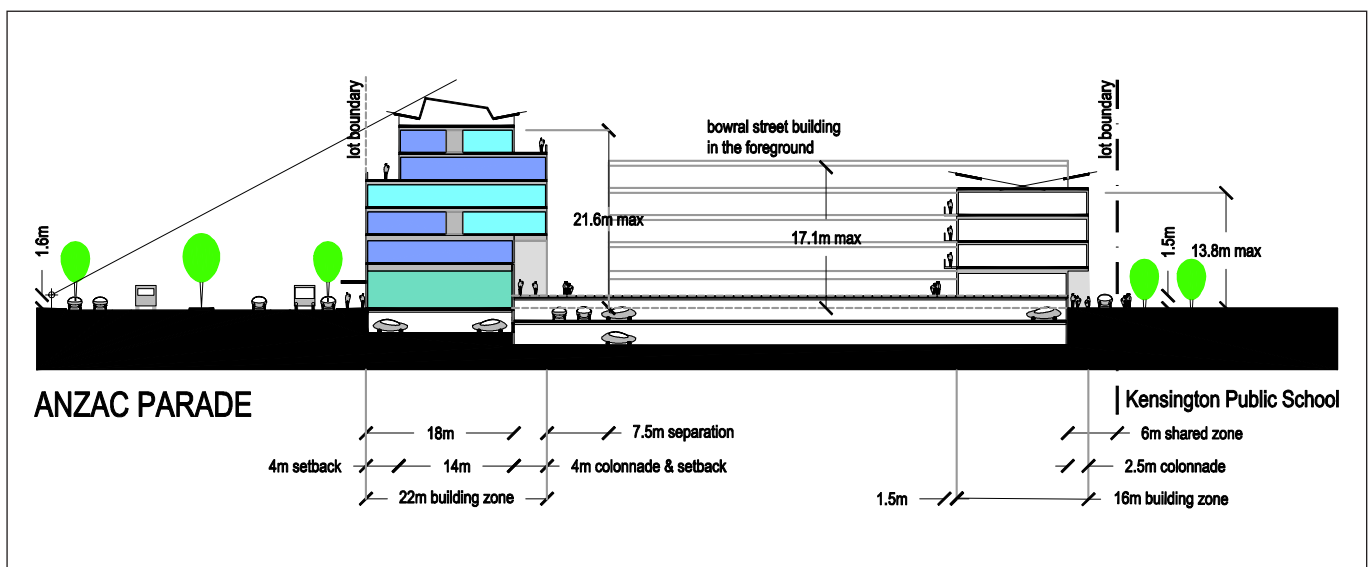 lot boundary
bowral street building
in the foreground
lot boundary
1.6m
21.6m max
17.1m max
1.5m
13.8m max
ANZAC PARADE
Kensington Public School
18m
7.5m separation
6m shared zone
4m setback
14m
4m colonnade & setback
2.5m colonnade
22m building zone
1.5m
16m building zone